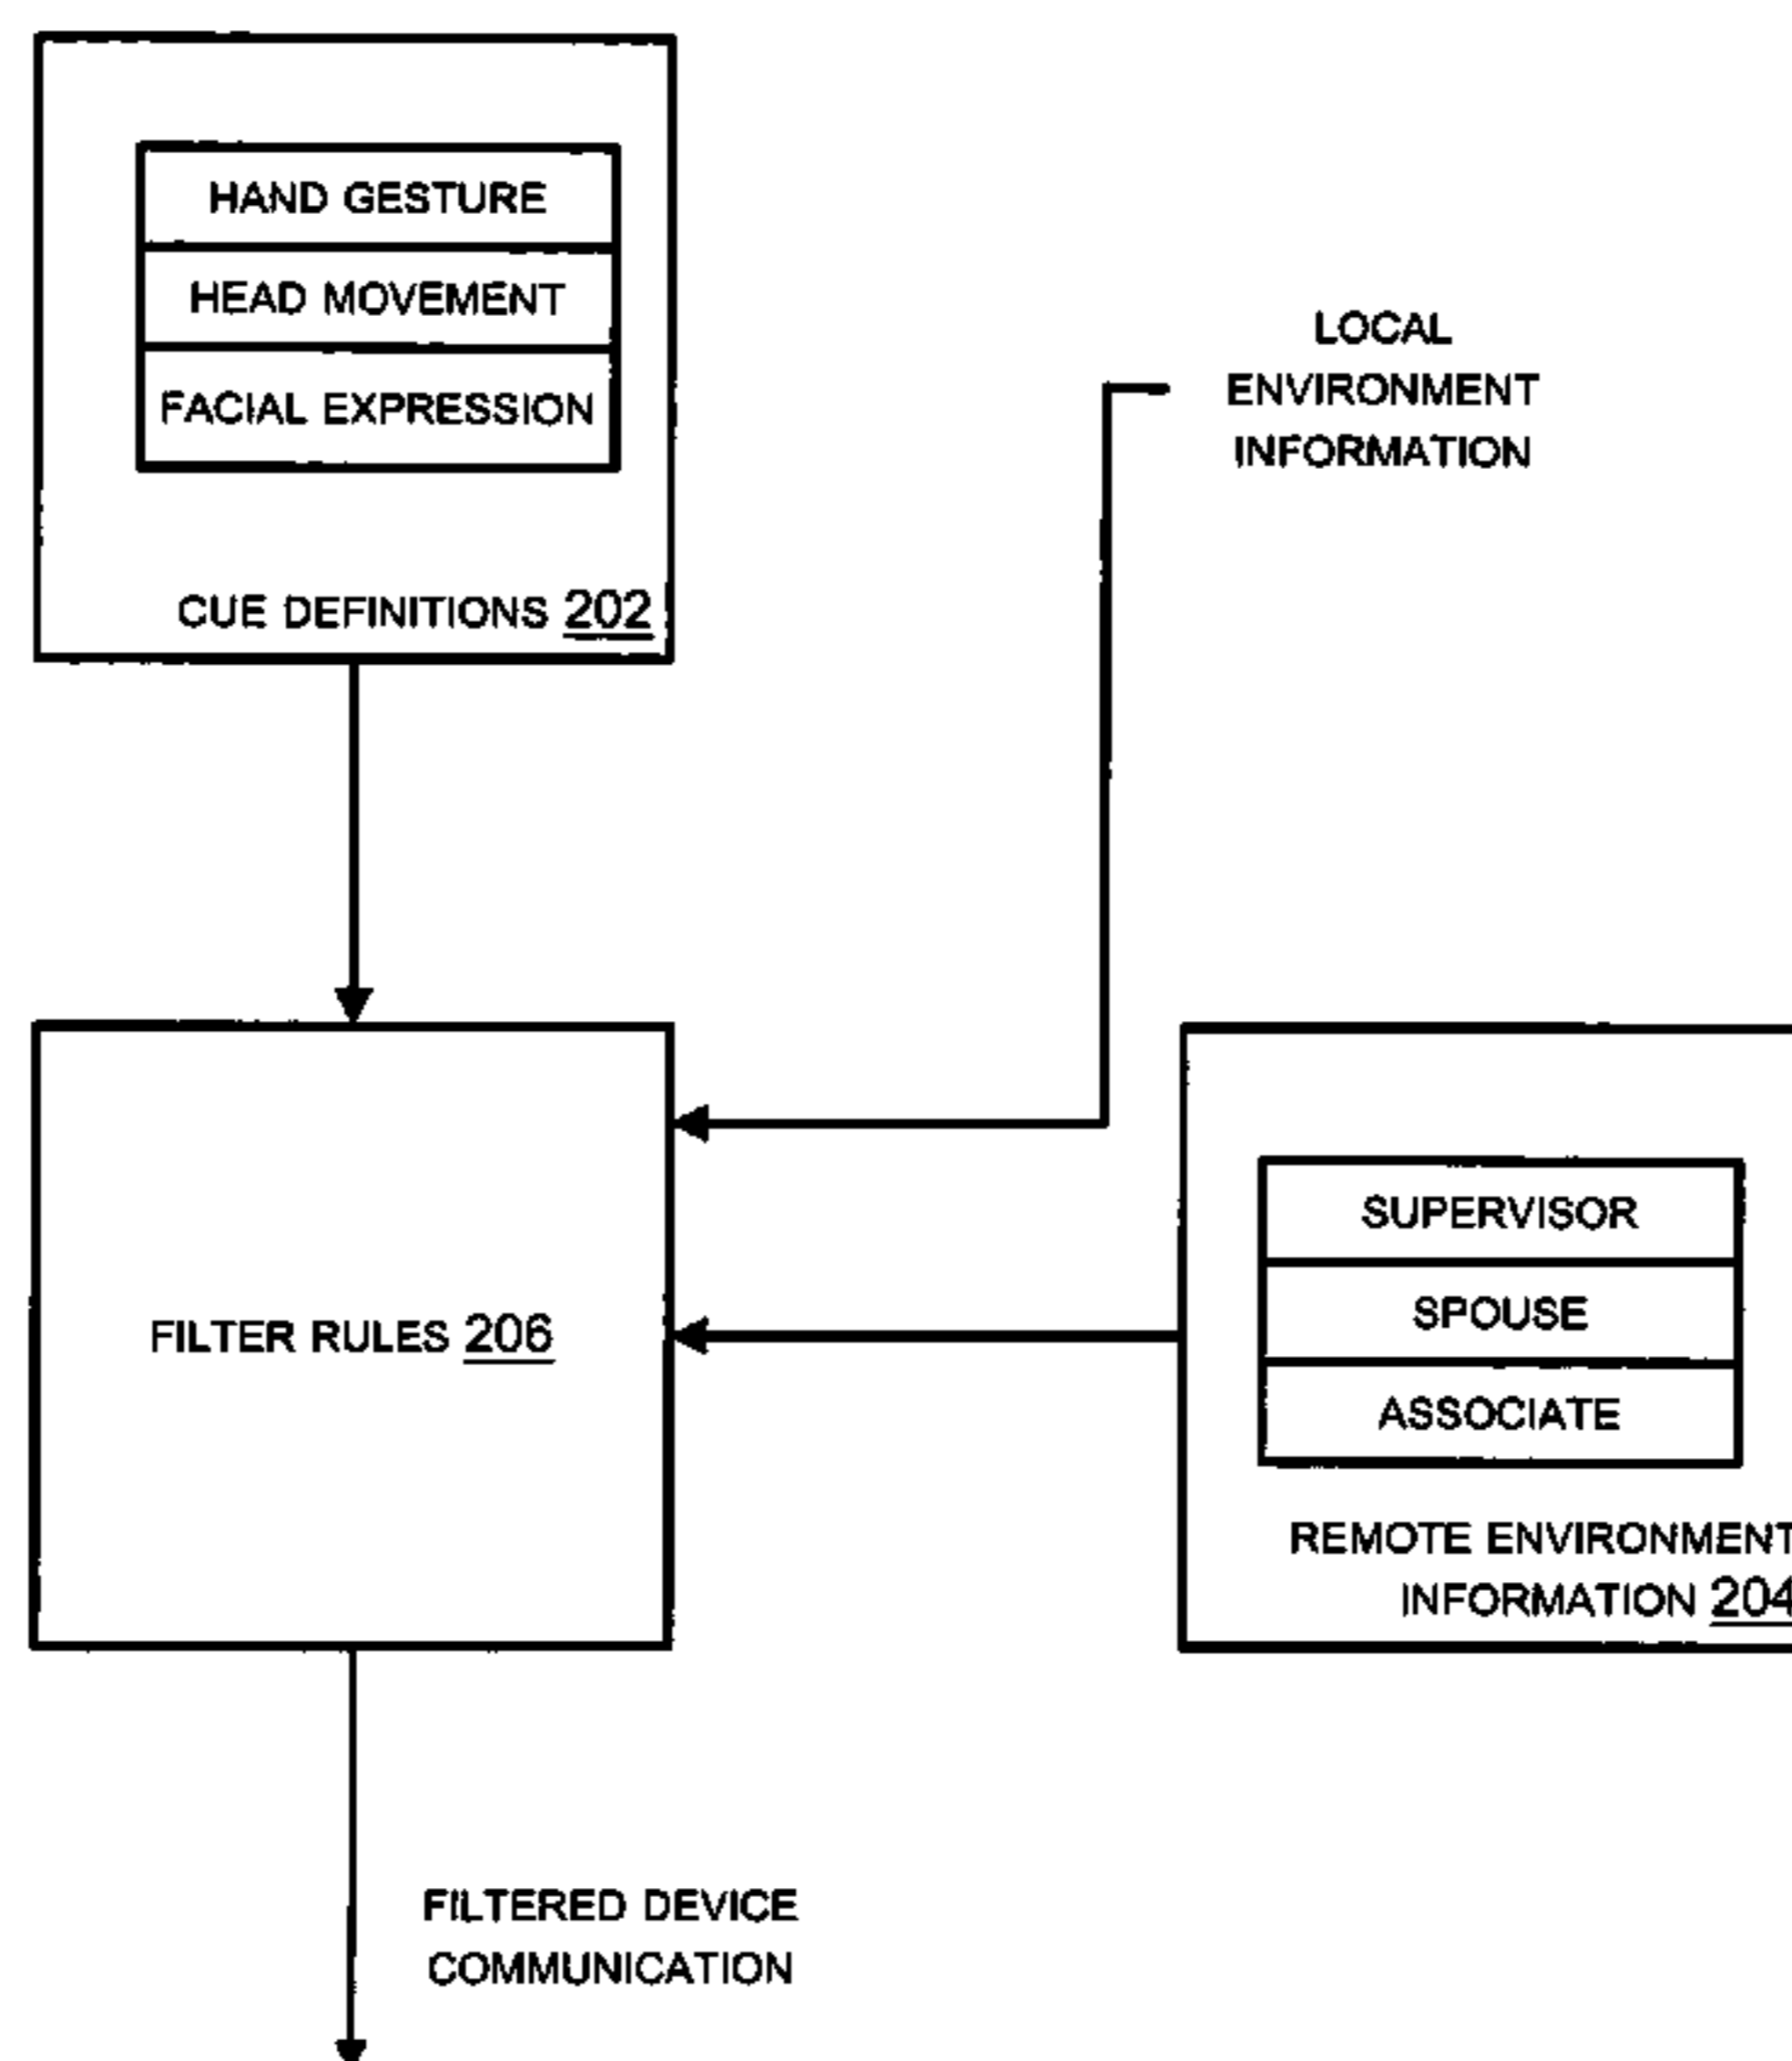 HAND GESTURE
HEAD MOVEMENT
FACIAL EXPRESSION
CUE DEFINITIONS 202
LOCAL
ENVIRONMENT
INFORMATION
FILTER RULES 206
SUPERVISOR
SPOUSE
ASSOCIATE
REMOTE ENVIRONMENT
INFORMATION 204
FILTERED DEVICE
COMMUNICATION